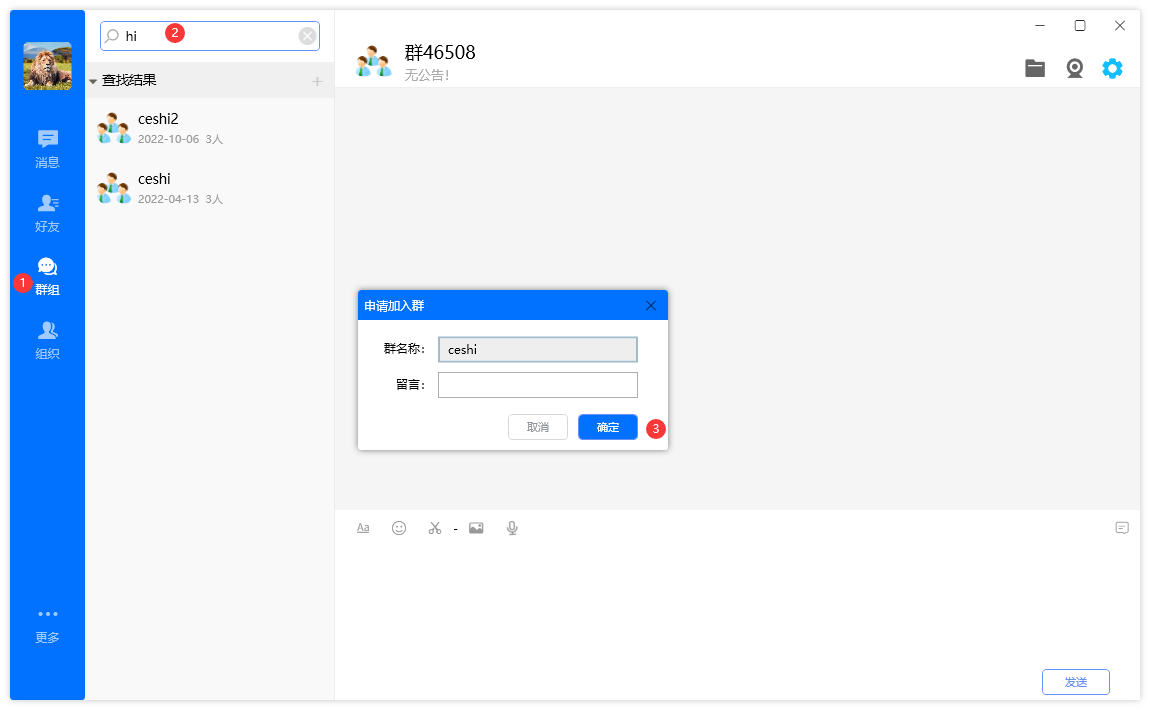 消息
好友
1
群组
组织
更多
hi
2
查找结果
ceshi2
2022-10-06 3人
ceshi
2022-04-13 3人
群46508
无公告!
申请加入群
群名称: ceshi
留言:
取消 确定 3
Aa
发送